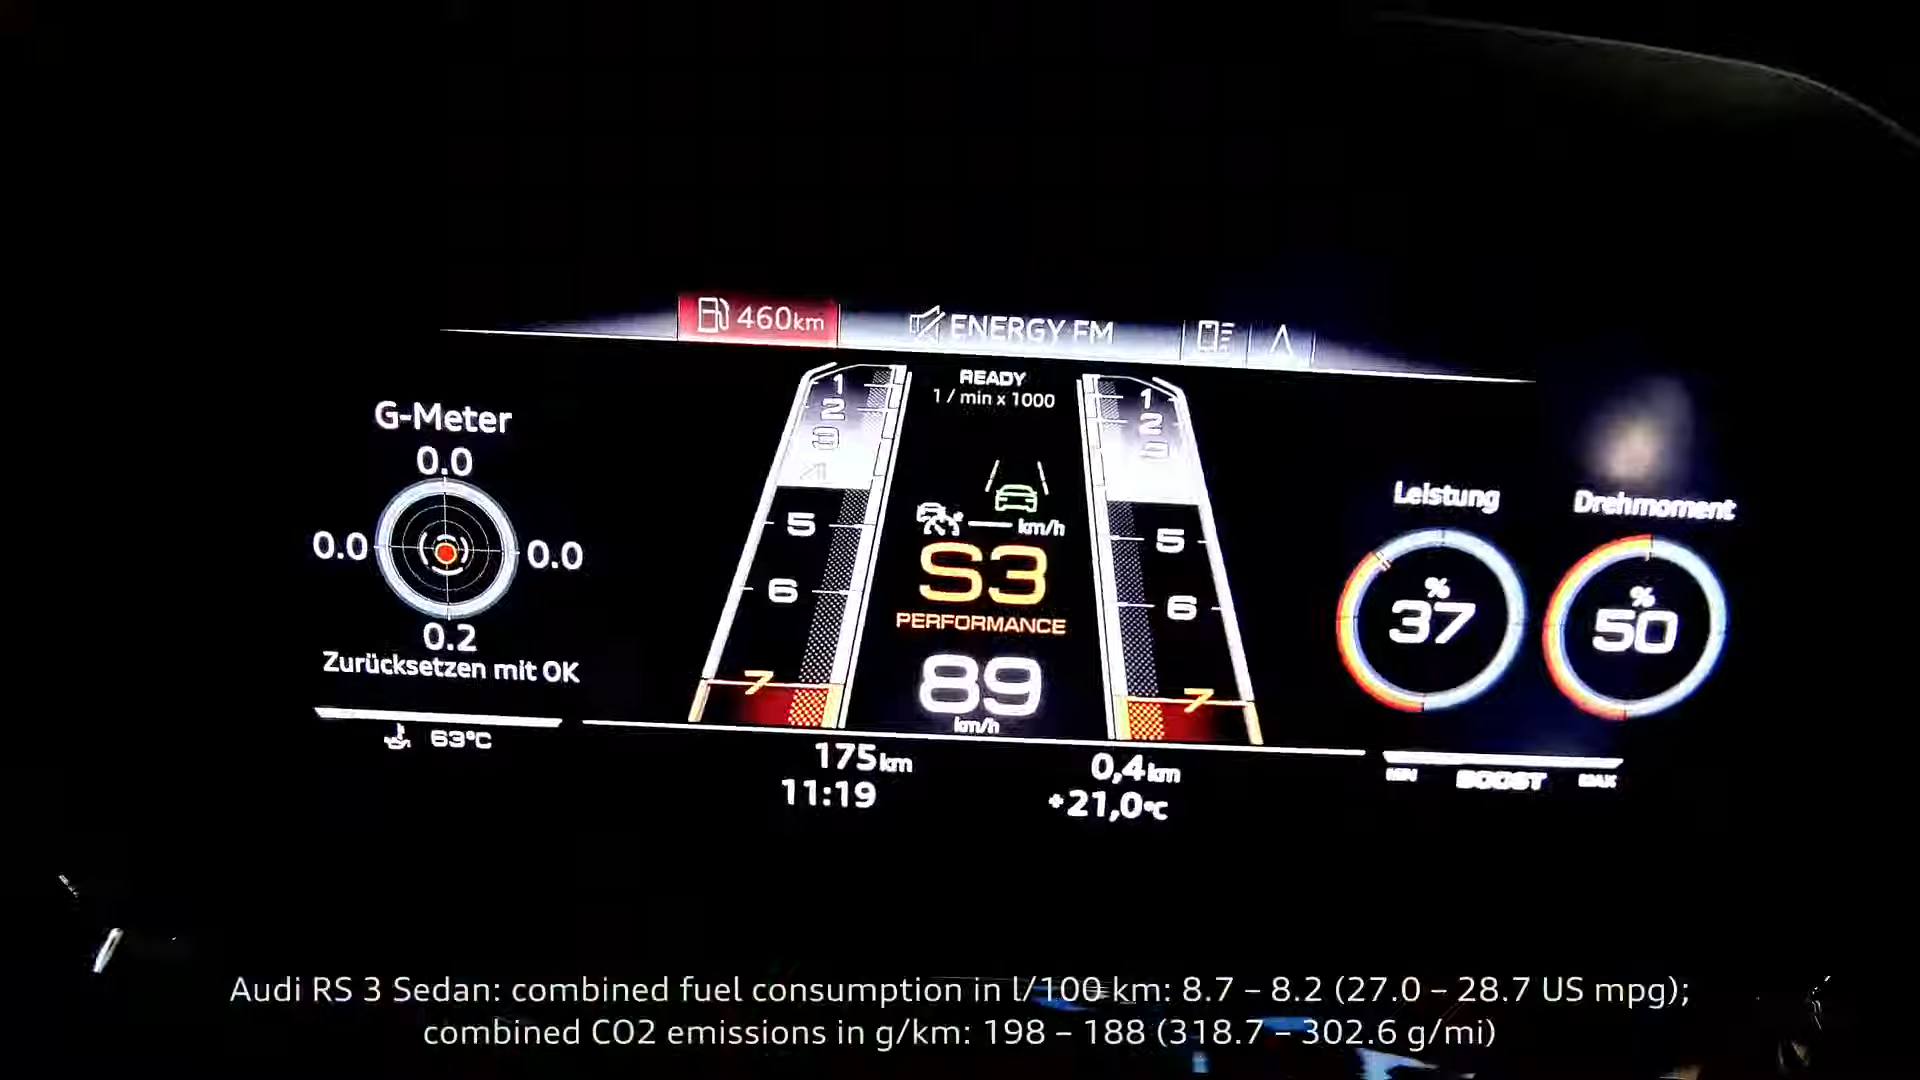 460km
ENERGY FM
READY
1 / min x 1000
G-Meter
0.0
0.0
0.0
0.2
Zurücksetzen mit OK
63°C
1
2
3
5
6
7
km/h
S3
PERFORMANCE
89
km/h
1
2
3
5
6
7
Leistung
%
37
Drehmoment
%
50
MIN BOOST MAX
175km
0,4km
11:19
+21,0°C
Audi RS 3 Sedan: combined fuel consumption in l/100 km: 8.7 – 8.2 (27.0 – 28.7 US mpg);
combined CO2 emissions in g/km: 198 – 188 (318.7 – 302.6 g/mi)